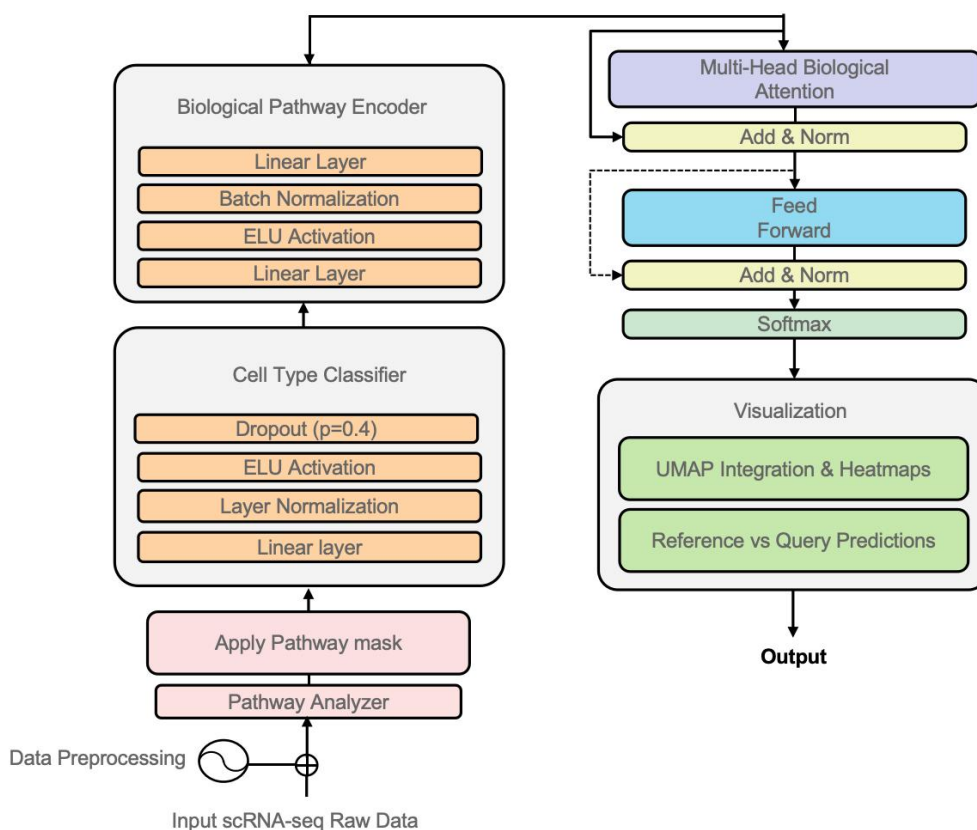 Biological Pathway Encoder
Linear Layer
Batch Normalization
ELU Activation
Linear Layer
Cell Type Classifier
Dropout (p=0.4)
ELU Activation
Layer Normalization
Linear layer
Apply Pathway mask
Pathway Analyzer
Data Preprocessing
Input scRNA-seq Raw Data
Multi-Head Biological
Attention
Add & Norm
Feed
Forward
Add & Norm
Softmax
Visualization
UMAP Integration & Heatmaps
Reference vs Query Predictions
Output